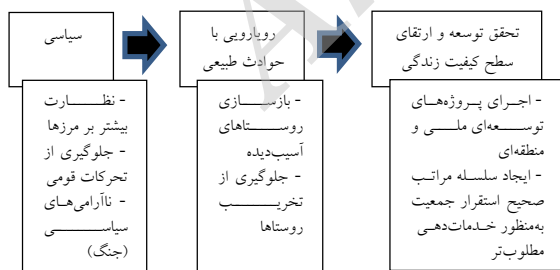 سیاسی
- نظارت
بیشتر بر مرزها
- جلوگیری از
تحرکات قومی
- ناآرامی‌های
سیاسی
(جنگ)
رویارویی با
حوادث طبیعی
- بازسازی
روستاهای
آسیب‌دیده
- جلوگیری از
تخریب
روستاها
تحقق توسعه و ارتقای
سطح کیفیت زندگی
- اجرای پروژه‌های
توسعه‌ای ملی و
منطقه‌ای
- ایجاد سلسله مراتب
صحیح استقرار جمعیت
به‌منظور خدمات‌دهی
مطلوب‌تر